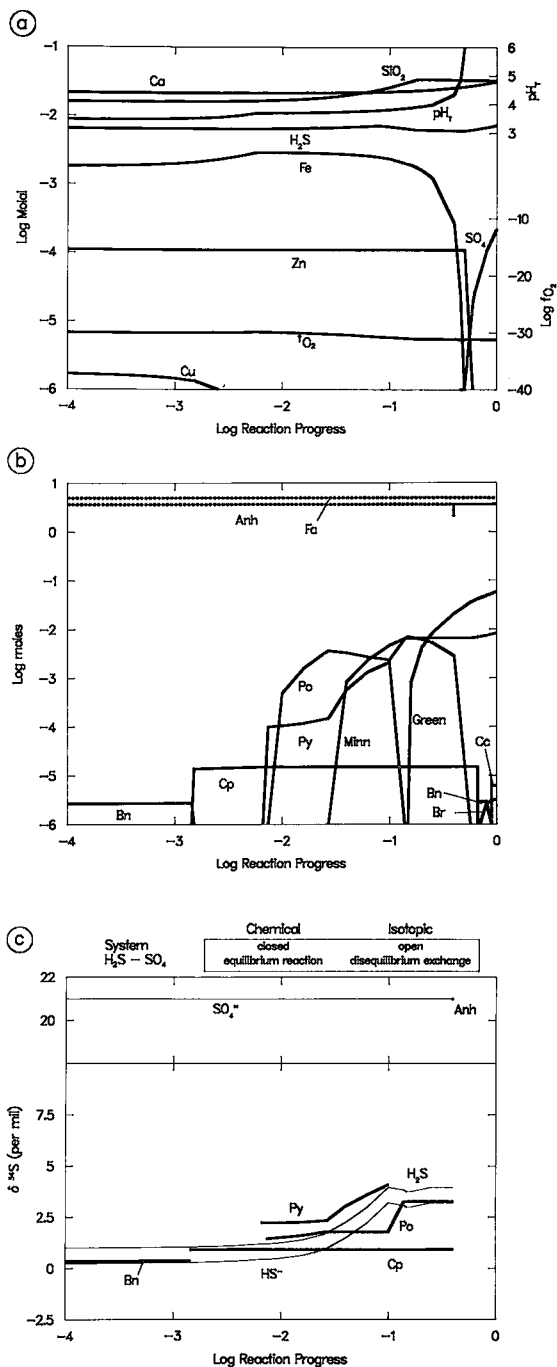 a
-1
-2
-3
-4
-5
-6
Log Molal
6
5
4
3
pH_T
-10
-20
-30
-40
Log fO₂
Ca
SiO₂
pH_T
H₂S
Fe
SO₄
Zn
fO₂
Cu
-4 -3 -2 -1 0
Log Reaction Progress
b
1
0
-1
-2
-3
-4
-5
-6
Log moles
Anh
Fa
Po
Py
Minn
Green
Cc
Cp
Bn
Bn
Br
-4 -3 -2 -1 0
Log Reaction Progress
c
System
H₂S – SO₄
Chemical
closed
equilibrium reaction
Isotopic
open
disequilibrium exchange
22
20
7.5
5
2.5
0
-2.5
δ ³⁴S (per mil)
SO₄⁼
Anh
H₂S
Py
Po
Bn
HS⁻
Cp
-4 -3 -2 -1 0
Log Reaction Progress